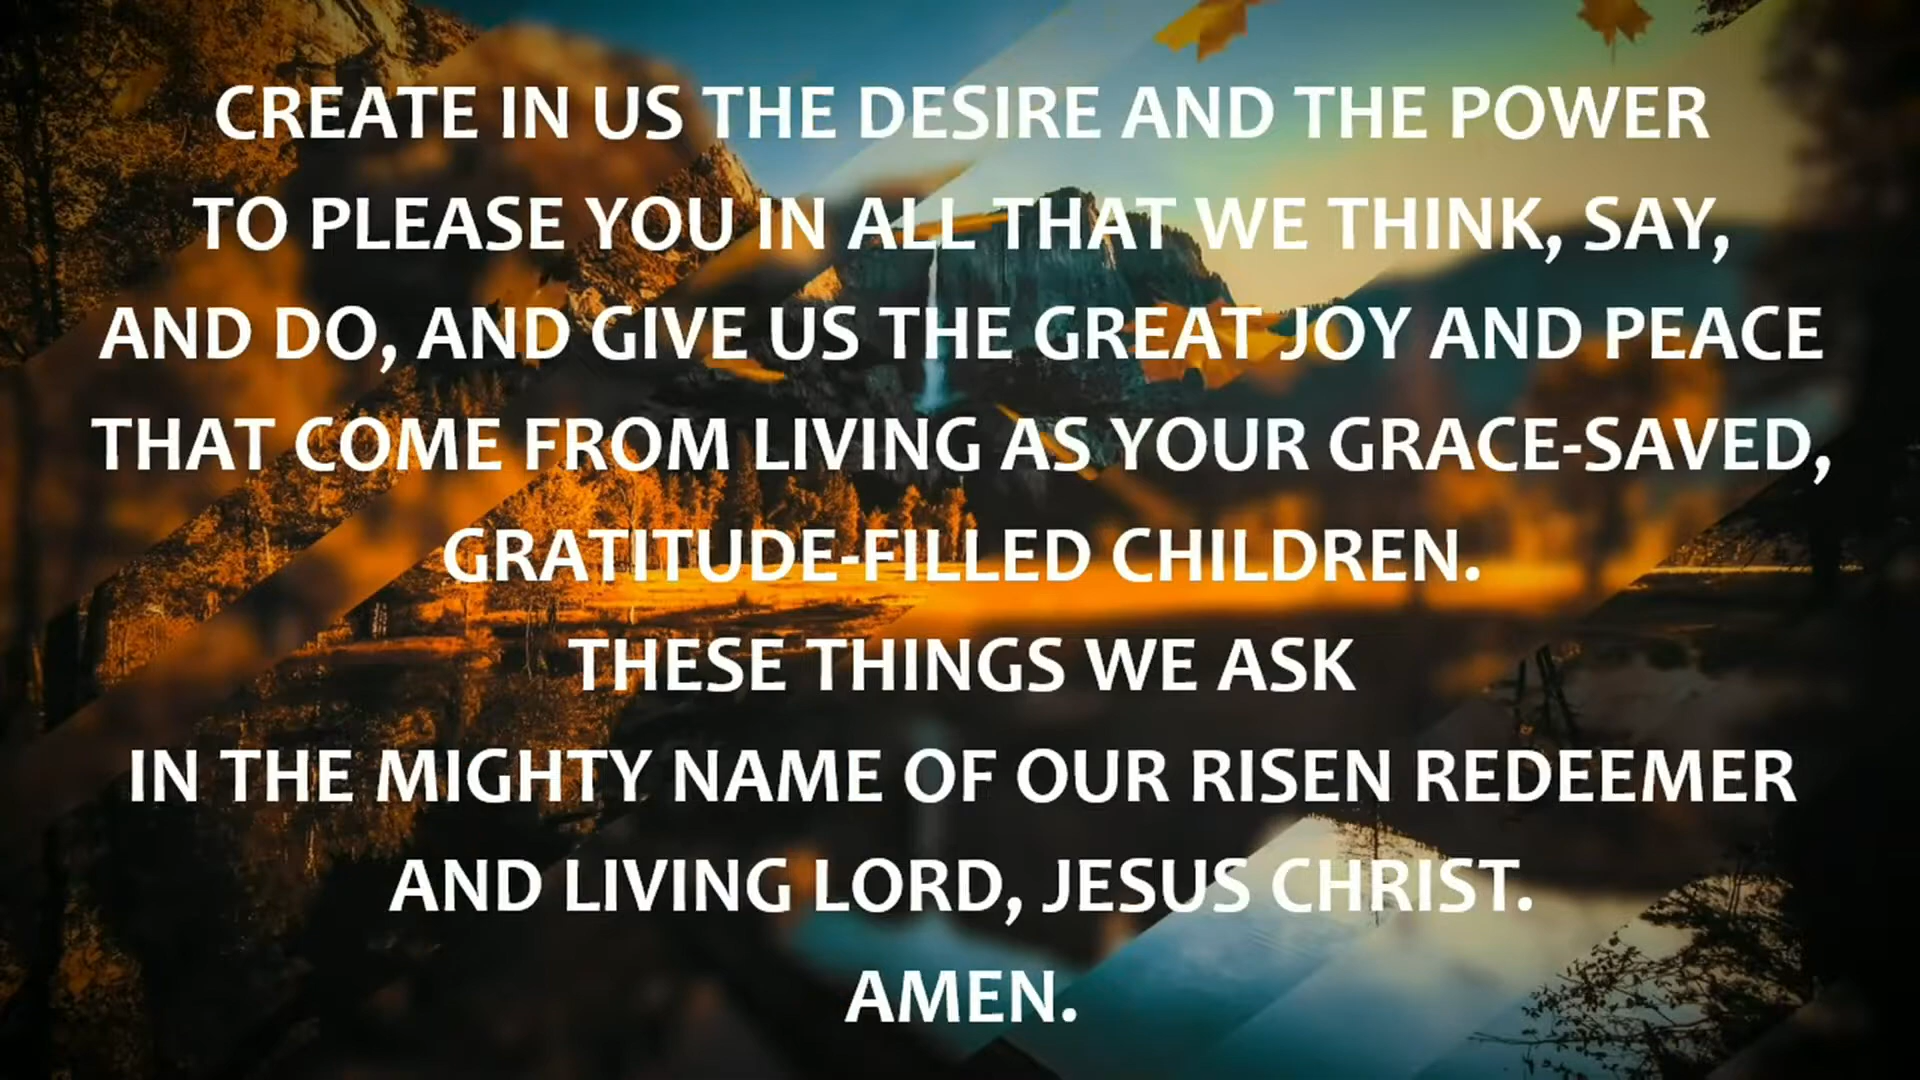 CREATE IN US THE DESIRE AND THE POWER
TO PLEASE YOU IN ALL THAT WE THINK, SAY,
AND DO, AND GIVE US THE GREAT JOY AND PEACE
THAT COME FROM LIVING AS YOUR GRACE-SAVED,
GRATITUDE-FILLED CHILDREN.
THESE THINGS WE ASK
IN THE MIGHTY NAME OF OUR RISEN REDEEMER
AND LIVING LORD, JESUS CHRIST.
AMEN.